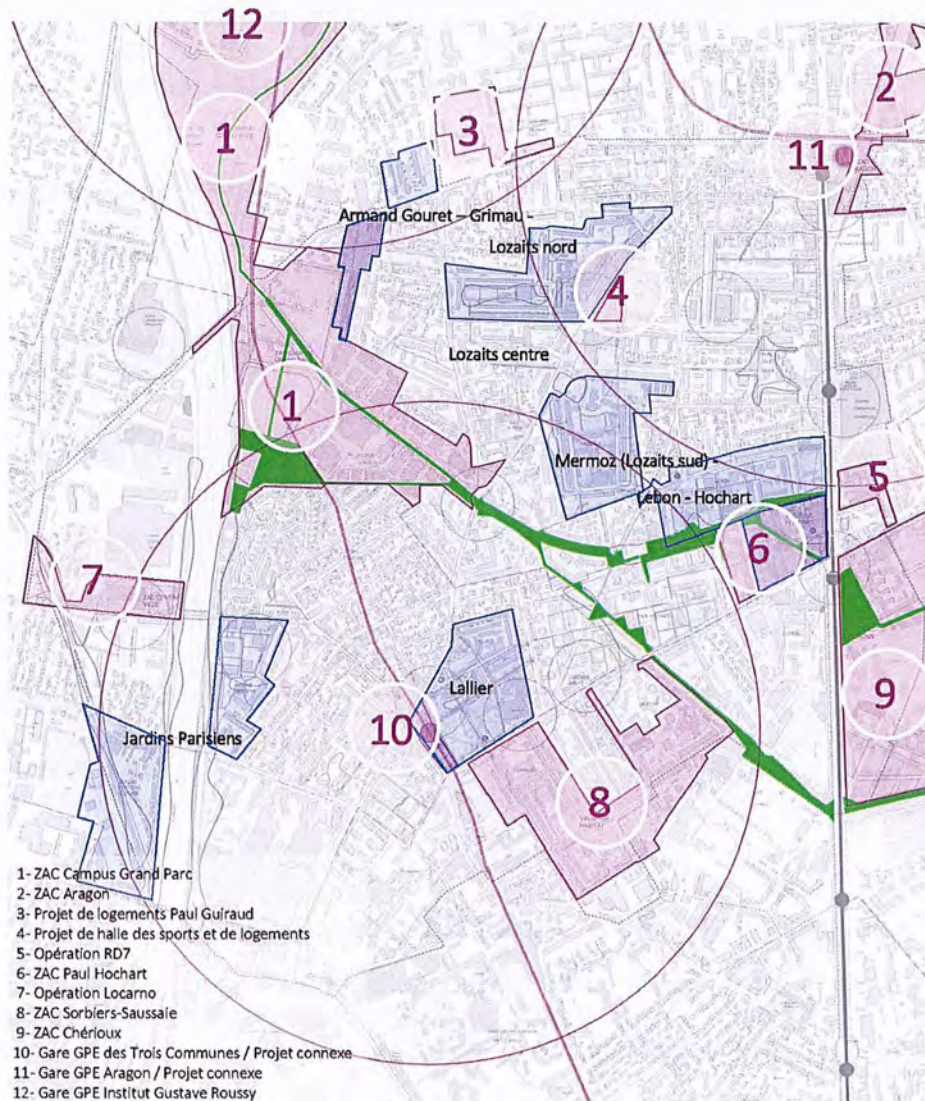 12
1
2
3
11
Armand Gouret – Grimau -
Lozaits nord
4
Lozaits centre
1
Mermoz (Lozaits sud) -
Lebon - Hochart
5
6
7
Lallier
9
10
Jardins Parisiens
8
1- ZAC Campus Grand Parc
2- ZAC Aragon
3- Projet de logements Paul Guiraud
4- Projet de halle des sports et de logements
5- Opération RD7
6- ZAC Paul Hochart
7- Opération Locarno
8- ZAC Sorbiers-Saussaie
9- ZAC Chérioux
10- Gare GPE des Trois Communes / Projet connexe
11- Gare GPE Aragon / Projet connexe
12- Gare GPE Institut Gustave Roussy